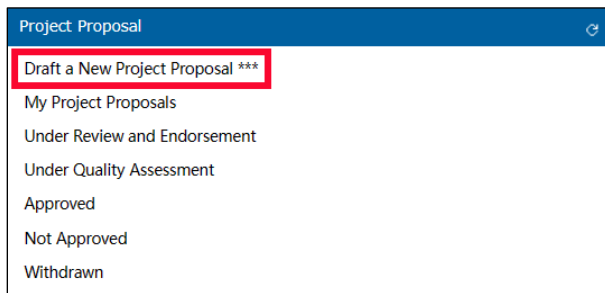 Project Proposal
Draft a New Project Proposal ***
My Project Proposals
Under Review and Endorsement
Under Quality Assessment
Approved
Not Approved
Withdrawn